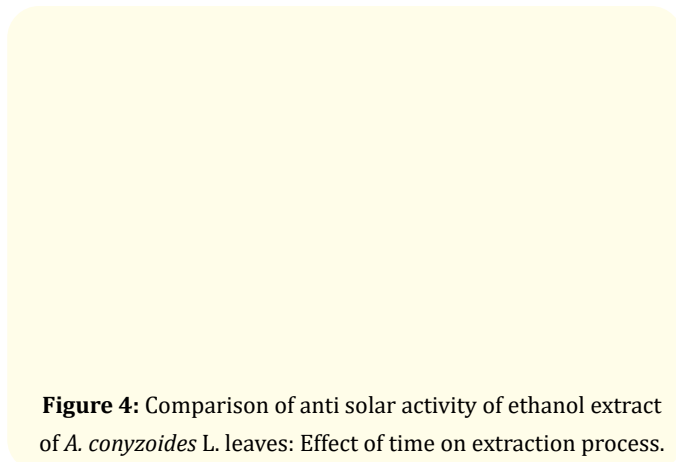 Figure 4: Comparison of anti solar activity of ethanol extract
of A. conyzoides L. leaves: Effect of time on extraction process.